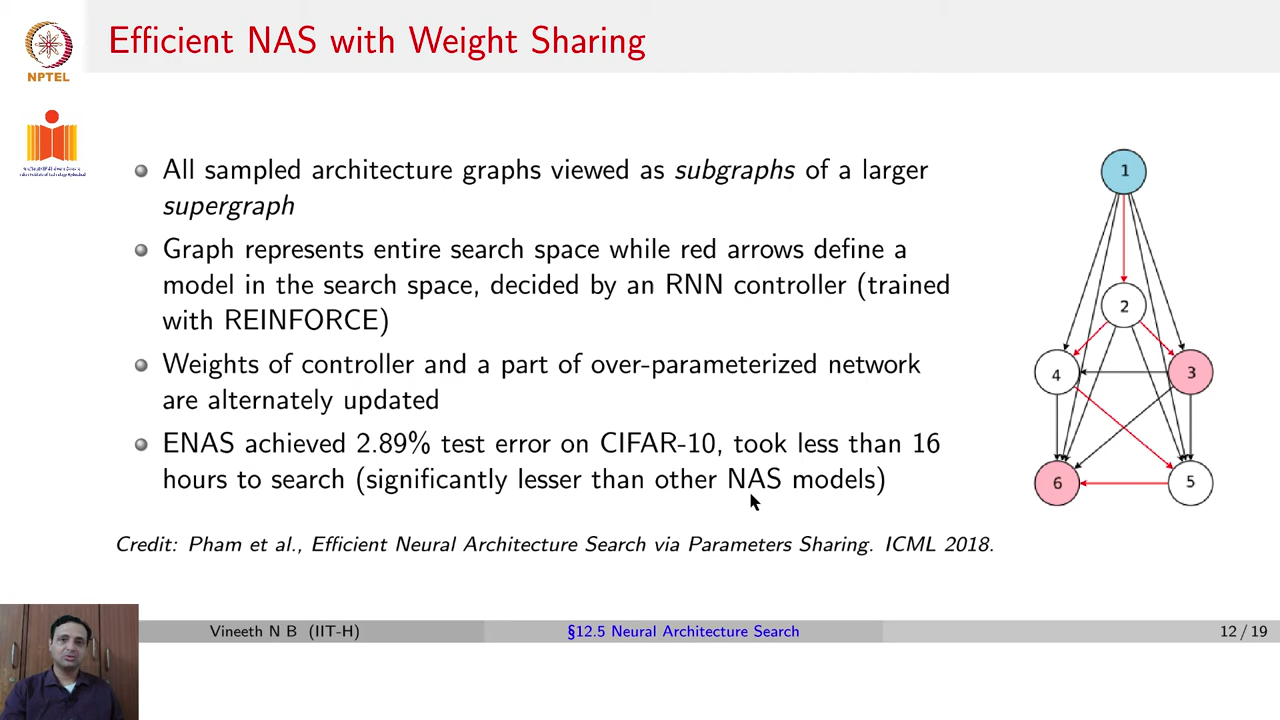 Efficient NAS with Weight Sharing
NPTEL
All sampled architecture graphs viewed as subgraphs of a larger
supergraph
Graph represents entire search space while red arrows define a
model in the search space, decided by an RNN controller (trained
with REINFORCE)
Weights of controller and a part of over-parameterized network
are alternately updated
ENAS achieved 2.89% test error on CIFAR-10, took less than 16
hours to search (significantly lesser than other NAS models)
1
2
4
3
6
5
Credit: Pham et al., Efficient Neural Architecture Search via Parameters Sharing. ICML 2018.
Vineeth N B (IIT-H)
§12.5 Neural Architecture Search
12 / 19